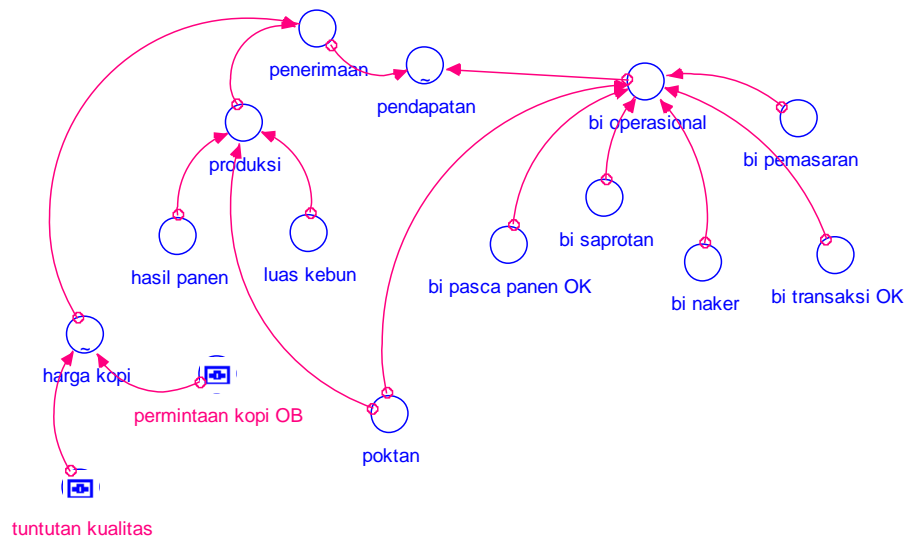 penerimaan
pendapatan
bi operasional
bi pemasaran
produksi
hasil panen
luas kebun
bi saprotan
bi pasca panen OK
bi naker
bi transaksi OK
~
~
harga kopi
permintaan kopi OB
poktan
tuntutan kualitas